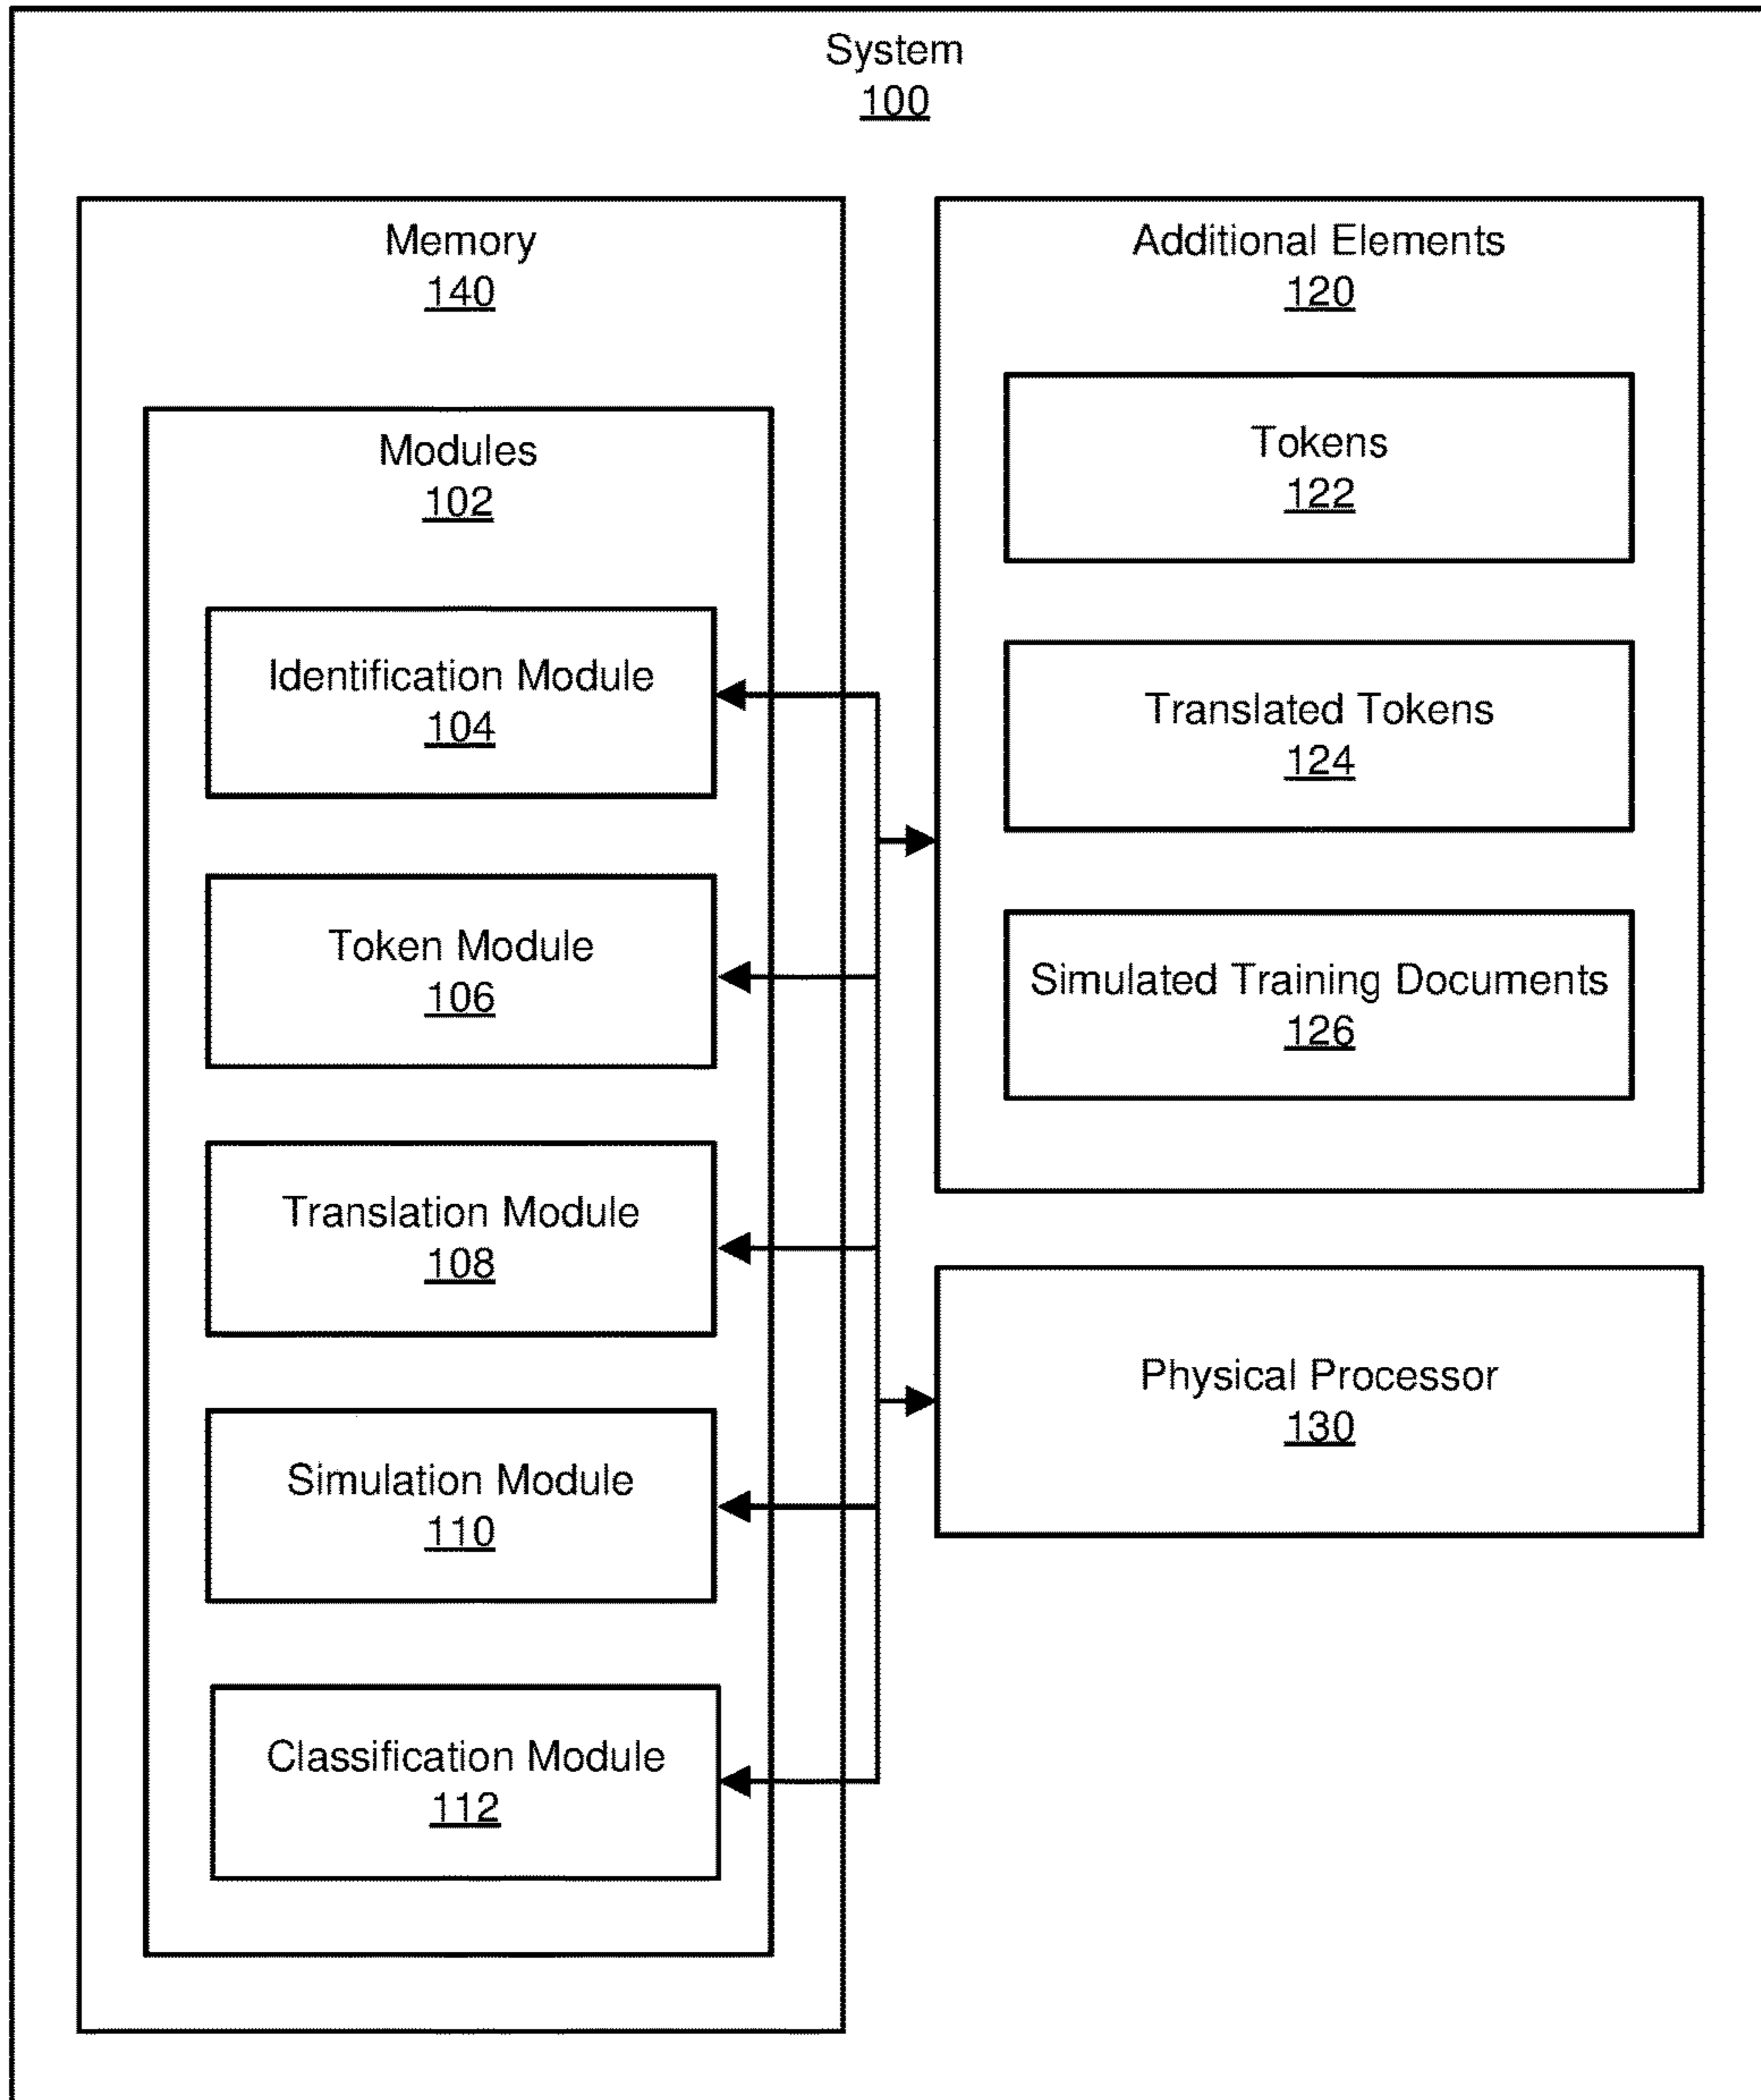 System
100
Memory
140
Modules
102
Identification Module
104
Token Module
106
Translation Module
108
Simulation Module
110
Classification Module
112
Additional Elements
120
Tokens
122
Translated Tokens
124
Simulated Training Documents
126
Physical Processor
130